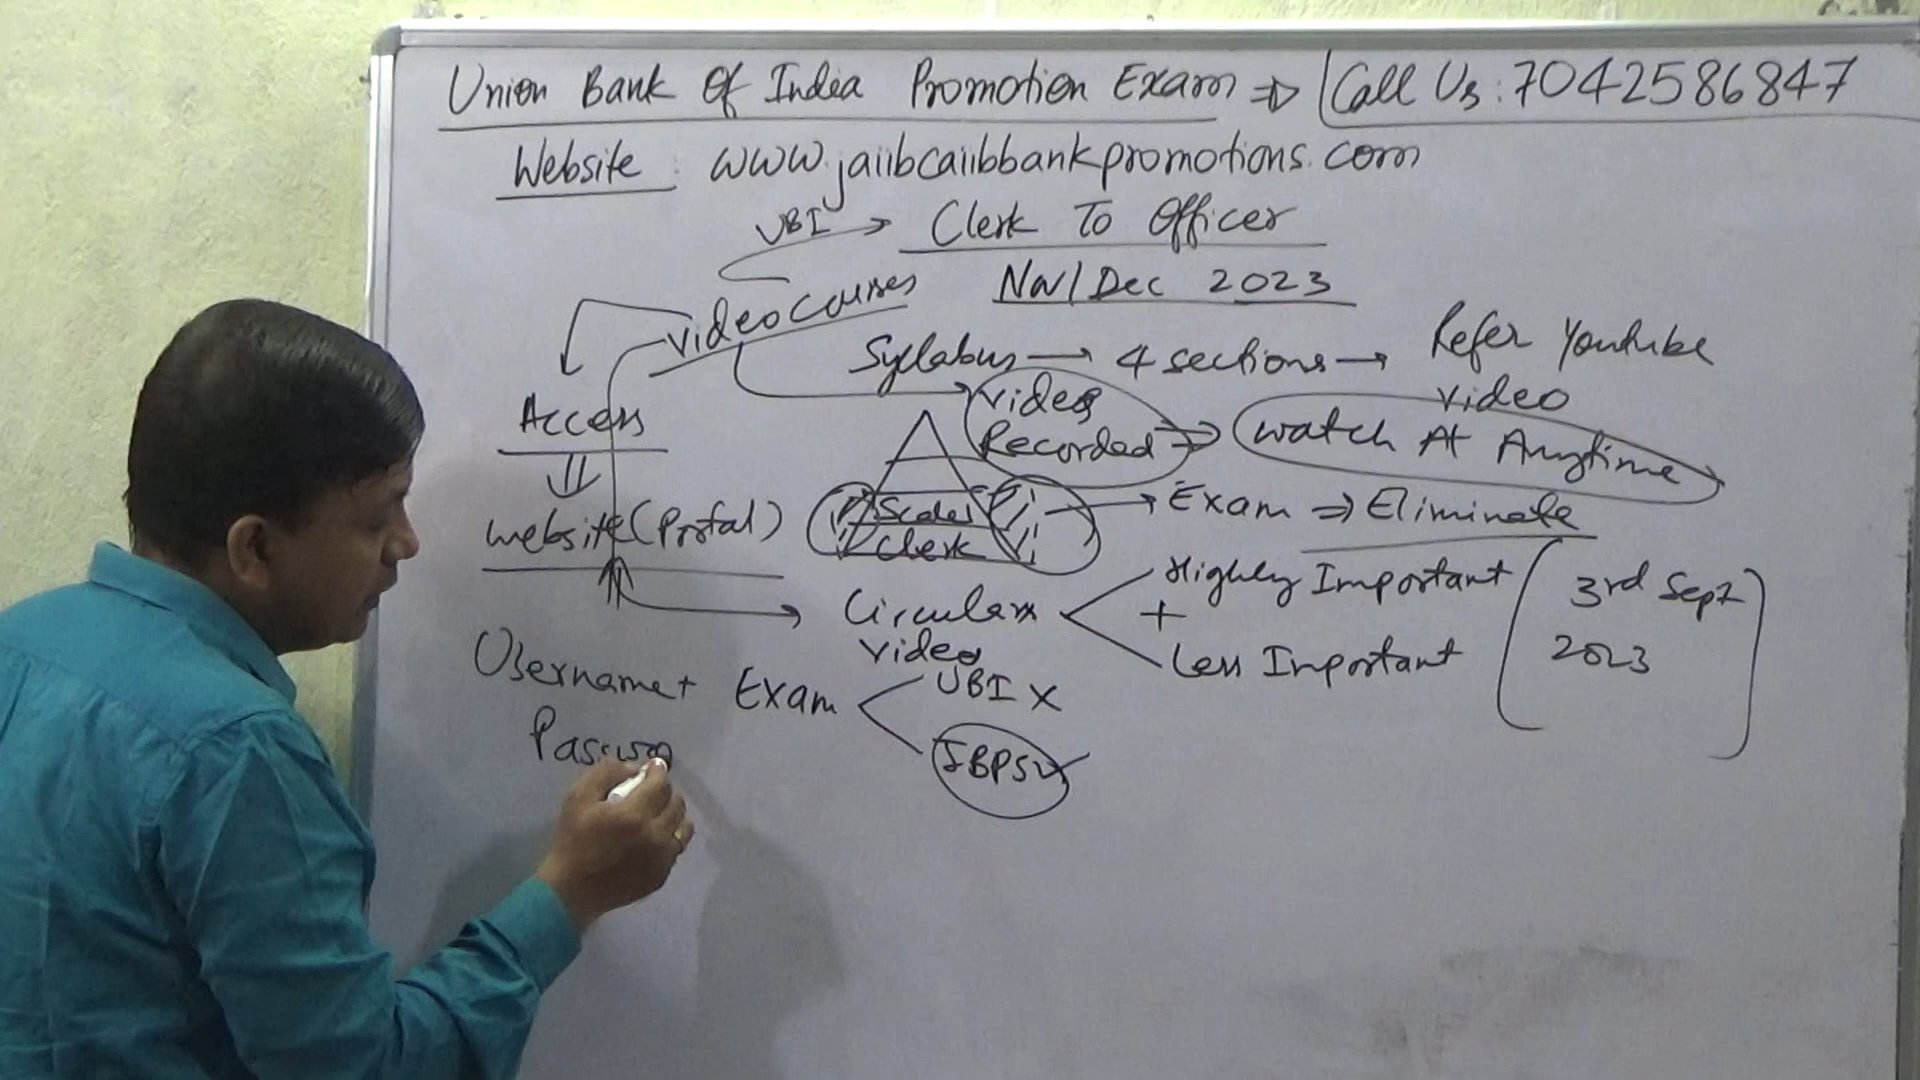 Union Bank Of India Promotion Exam ⇒ Call Us: 7042586847
Website: www.jaiibcaiibbankpromotions.com
UBI → Clerk To Officer
Nov/Dec 2023
Video Courses
Syllabus → 4 sections → Refer Youtube Video
Access
Video Recorded ⇒ Watch At Anytime
Website (Portal)
Scale I
Clerk
→ Exam ⇒ Eliminate
Circulars Video
Highly Important
+
Less Important
3rd Sept 2023
Username +
Passwo
Exam
UBI X
IBPS ✓